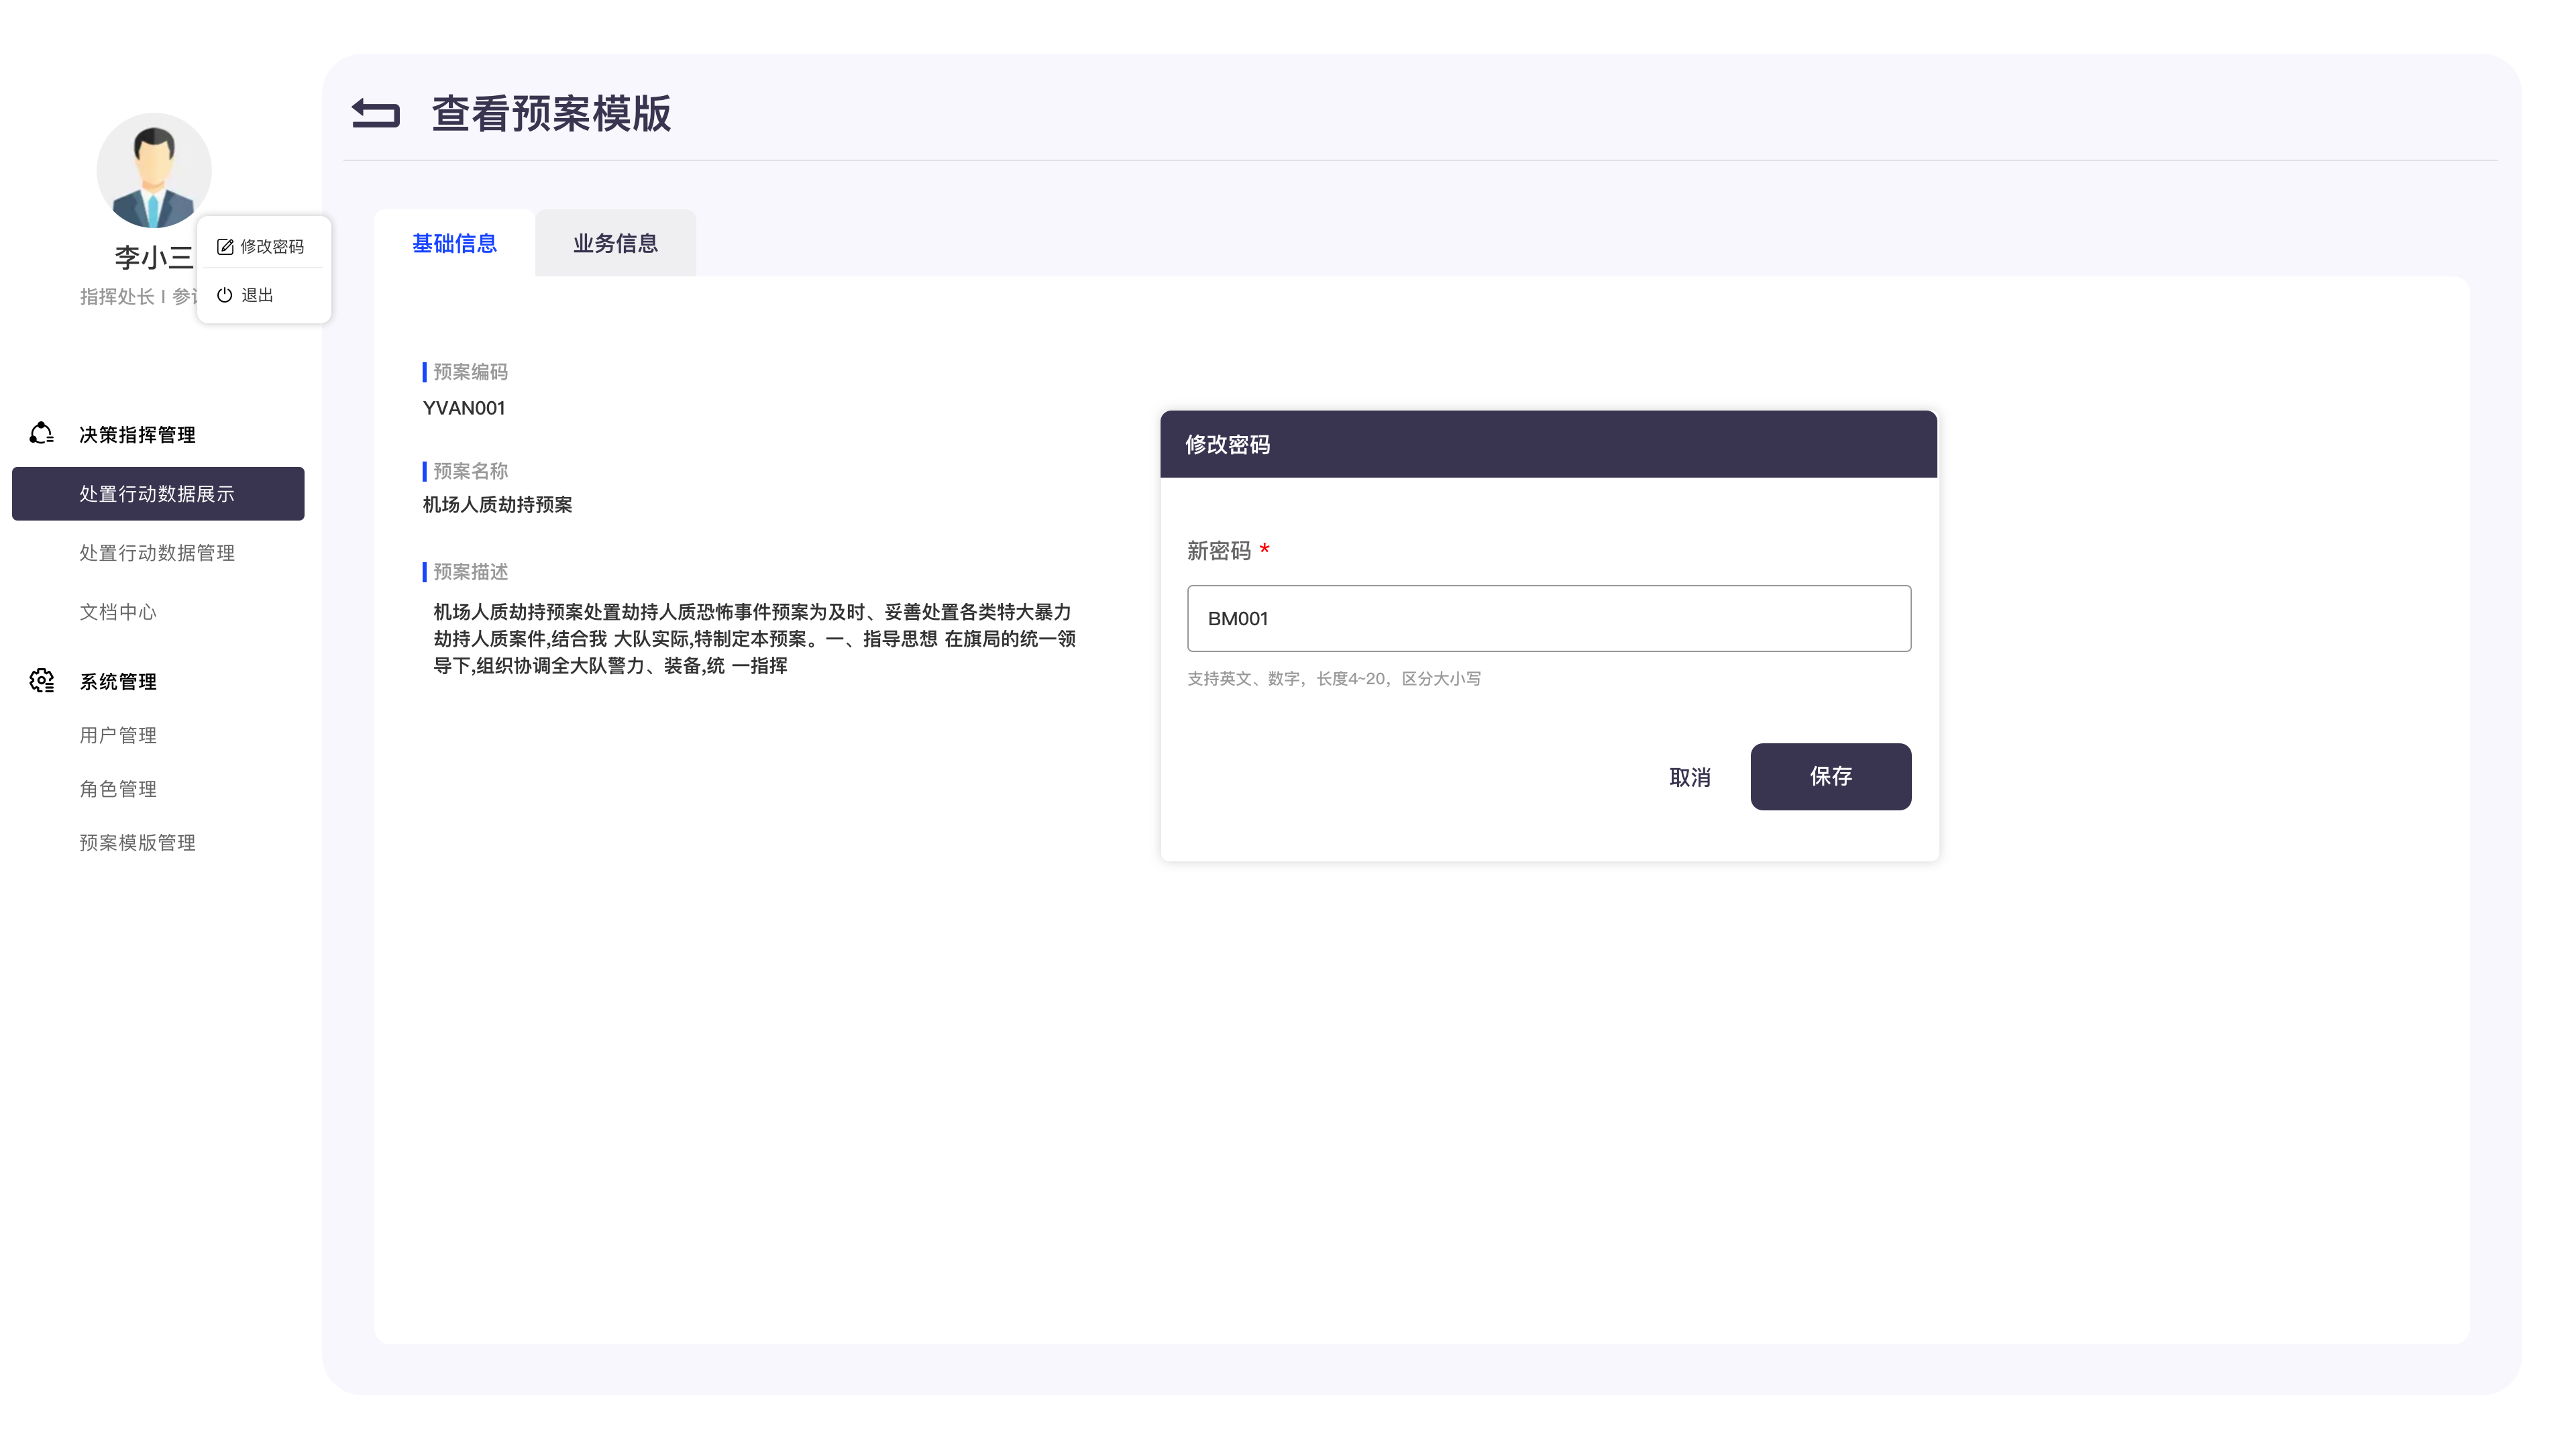 李小三
指挥处长 I 参
修改密码
退出
决策指挥管理
处置行动数据展示
处置行动数据管理
文档中心
系统管理
用户管理
角色管理
预案模版管理
查看预案模版
基础信息
业务信息
预案编码
YVAN001
预案名称
机场人质劫持预案
预案描述
机场人质劫持预案处置劫持人质恐怖事件预案为及时、妥善处置各类特大暴力
劫持人质案件,结合我 大队实际,特制定本预案。一、指导思想 在旗局的统一领
导下,组织协调全大队警力、装备,统 一指挥
修改密码
新密码 *
BM001
支持英文、数字，长度4~20，区分大小写
取消
保存